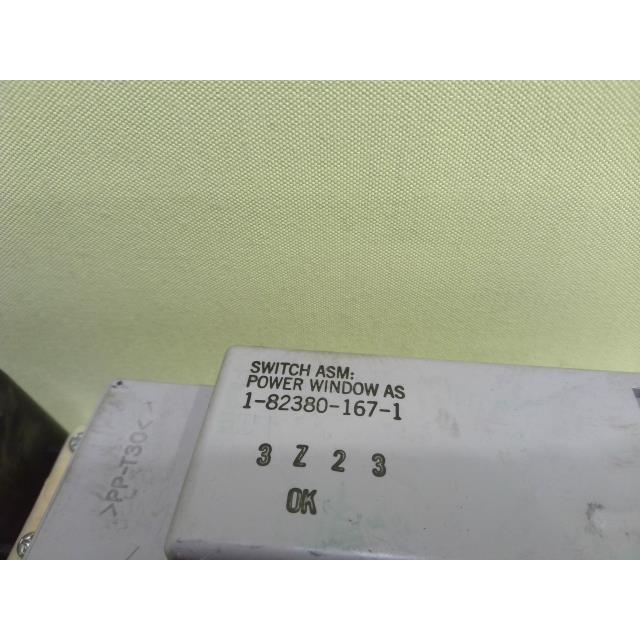 SWITCH ASM:
POWER WINDOW AS
1-82380-167-1
3 Z 2 3
OK
>PP-T30<